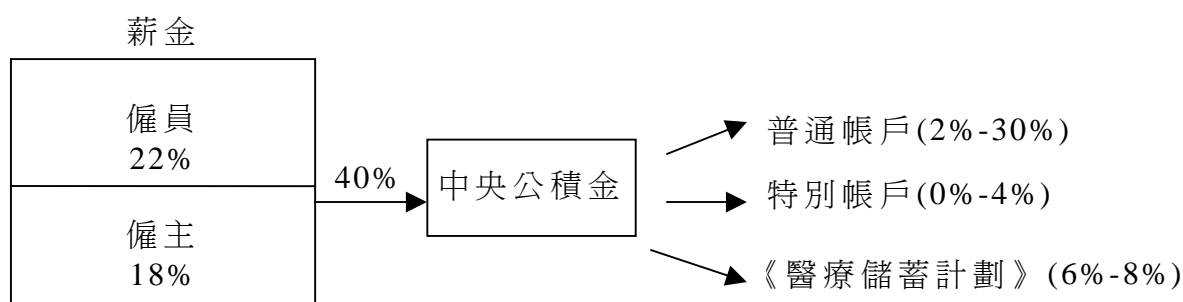 薪金
僱員
22%
僱主
18%
40%
中央公積金
普通帳戶(2%-30%)
特別帳戶(0%-4%)
《醫療儲蓄計劃》(6%-8%)